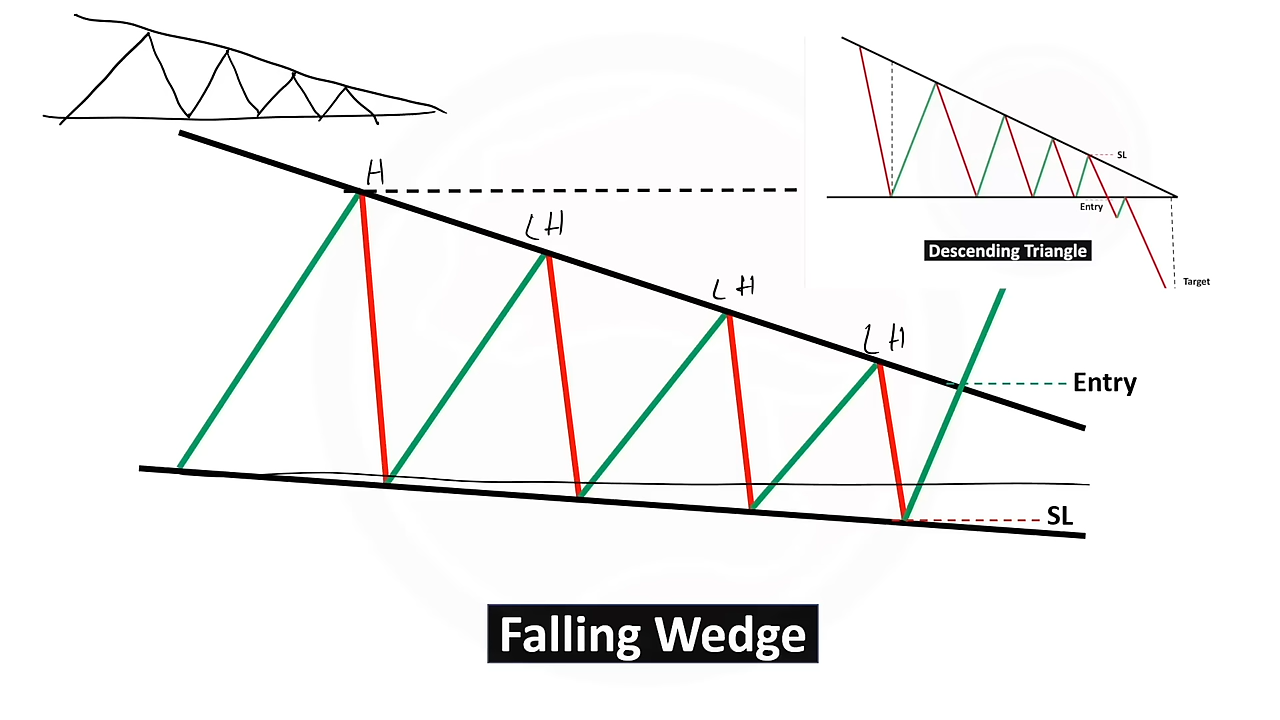 H
LH
LH
LH
SL
Entry
Descending Triangle
Target
Entry
SL
Falling Wedge